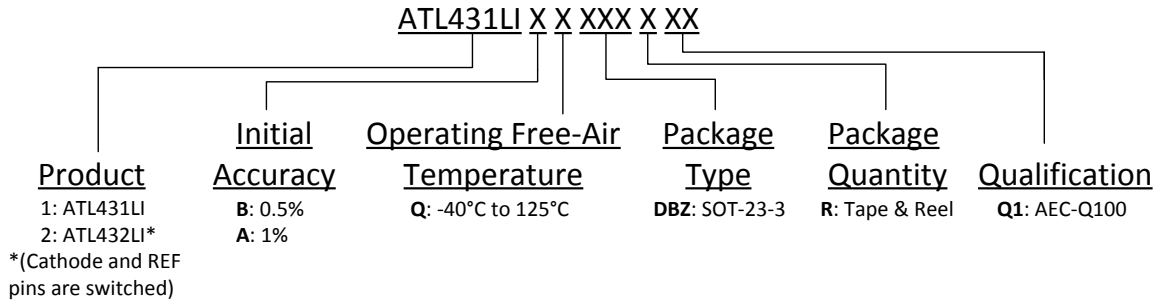 ATL431LI X X XXX X XX
Initial
Accuracy
Operating Free-Air
Temperature
Package
Type
Package
Quantity
Product
Qualification
1: ATL431LI
2: ATL432LI*
*(Cathode and REF
pins are switched)
B: 0.5%
A: 1%
Q: -40°C to 125°C
DBZ: SOT-23-3
R: Tape & Reel
Q1: AEC-Q100